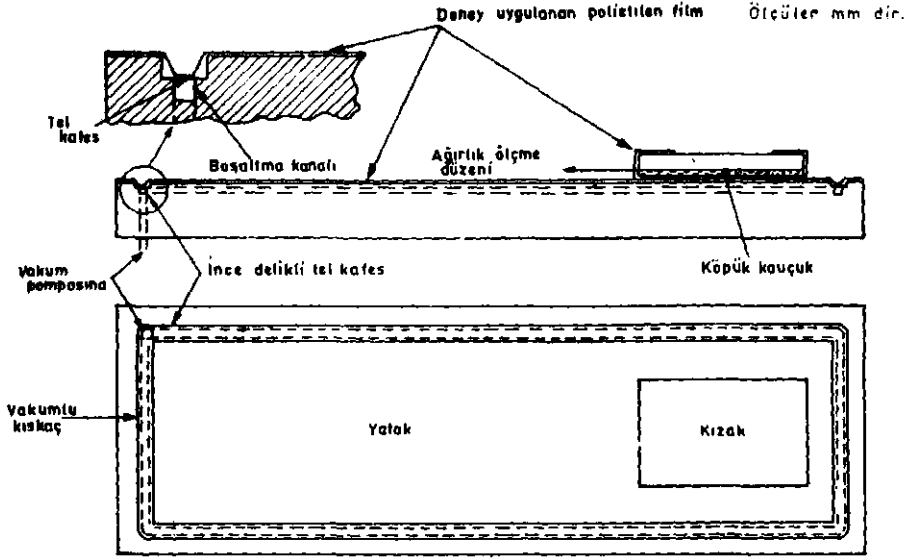 Deney uygulanan polietilen film
Ölçüler mm dir.
Tel
kafes
Boşaltma kanalı
Ağırlık ölçme
düzeni
Vakum
pompasına
İnce delikli tel kafes
Köpük kauçuk
Vakumlu
kıskaç
Yatak
Kızak